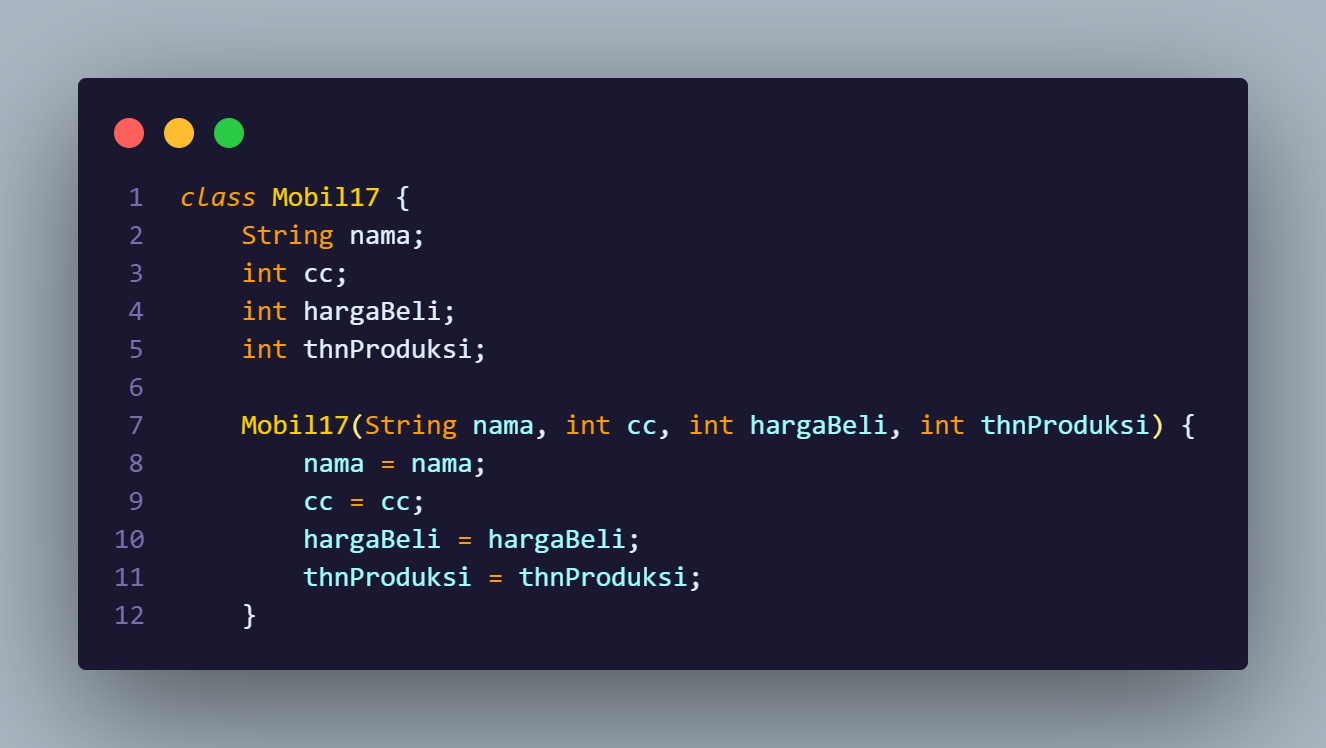 1 class Mobil17 {
2     String nama;
3     int cc;
4     int hargaBeli;
5     int thnProduksi;
6
7     Mobil17(String nama, int cc, int hargaBeli, int thnProduksi) {
8         nama = nama;
9         cc = cc;
10         hargaBeli = hargaBeli;
11         thnProduksi = thnProduksi;
12     }